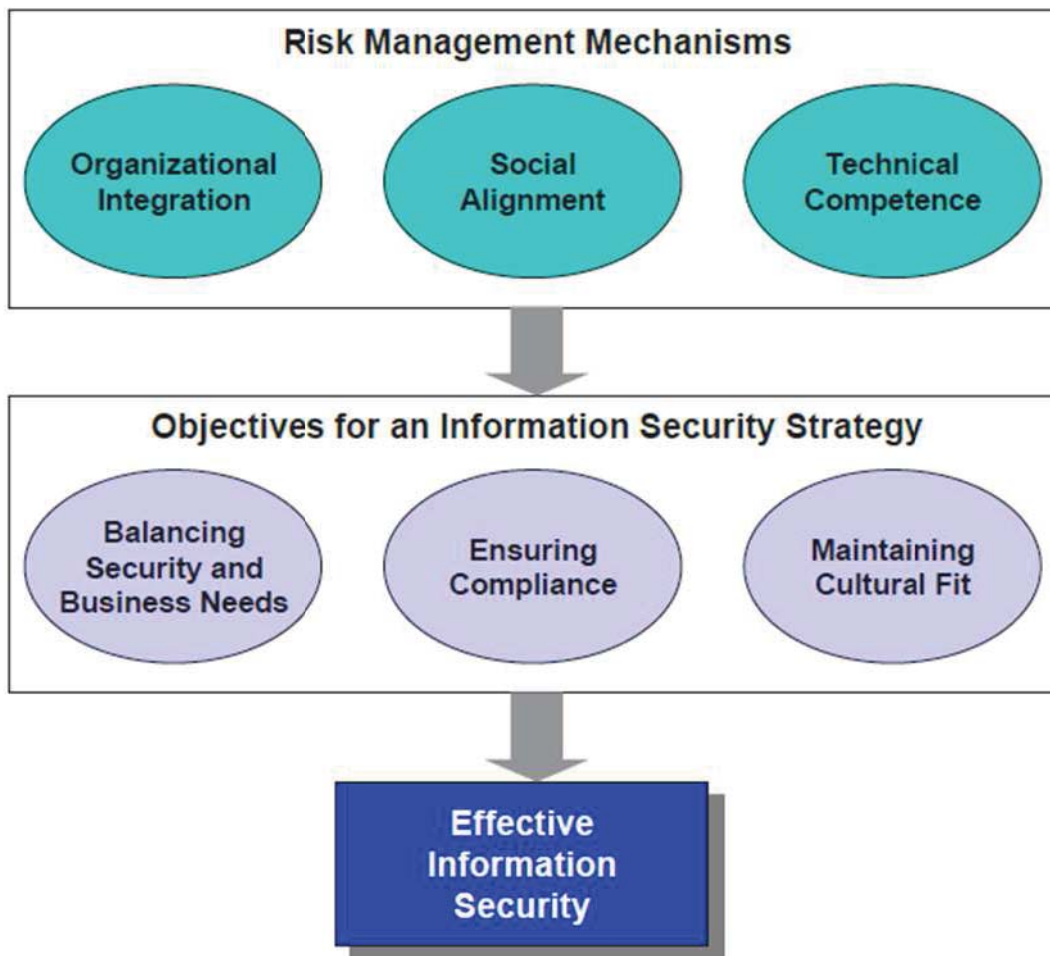 Risk Management Mechanisms
Organizational
Integration
Social
Alignment
Technical
Competence
Objectives for an Information Security Strategy
Balancing
Security and
Business Needs
Ensuring
Compliance
Maintaining
Cultural Fit
Effective
Information
Security